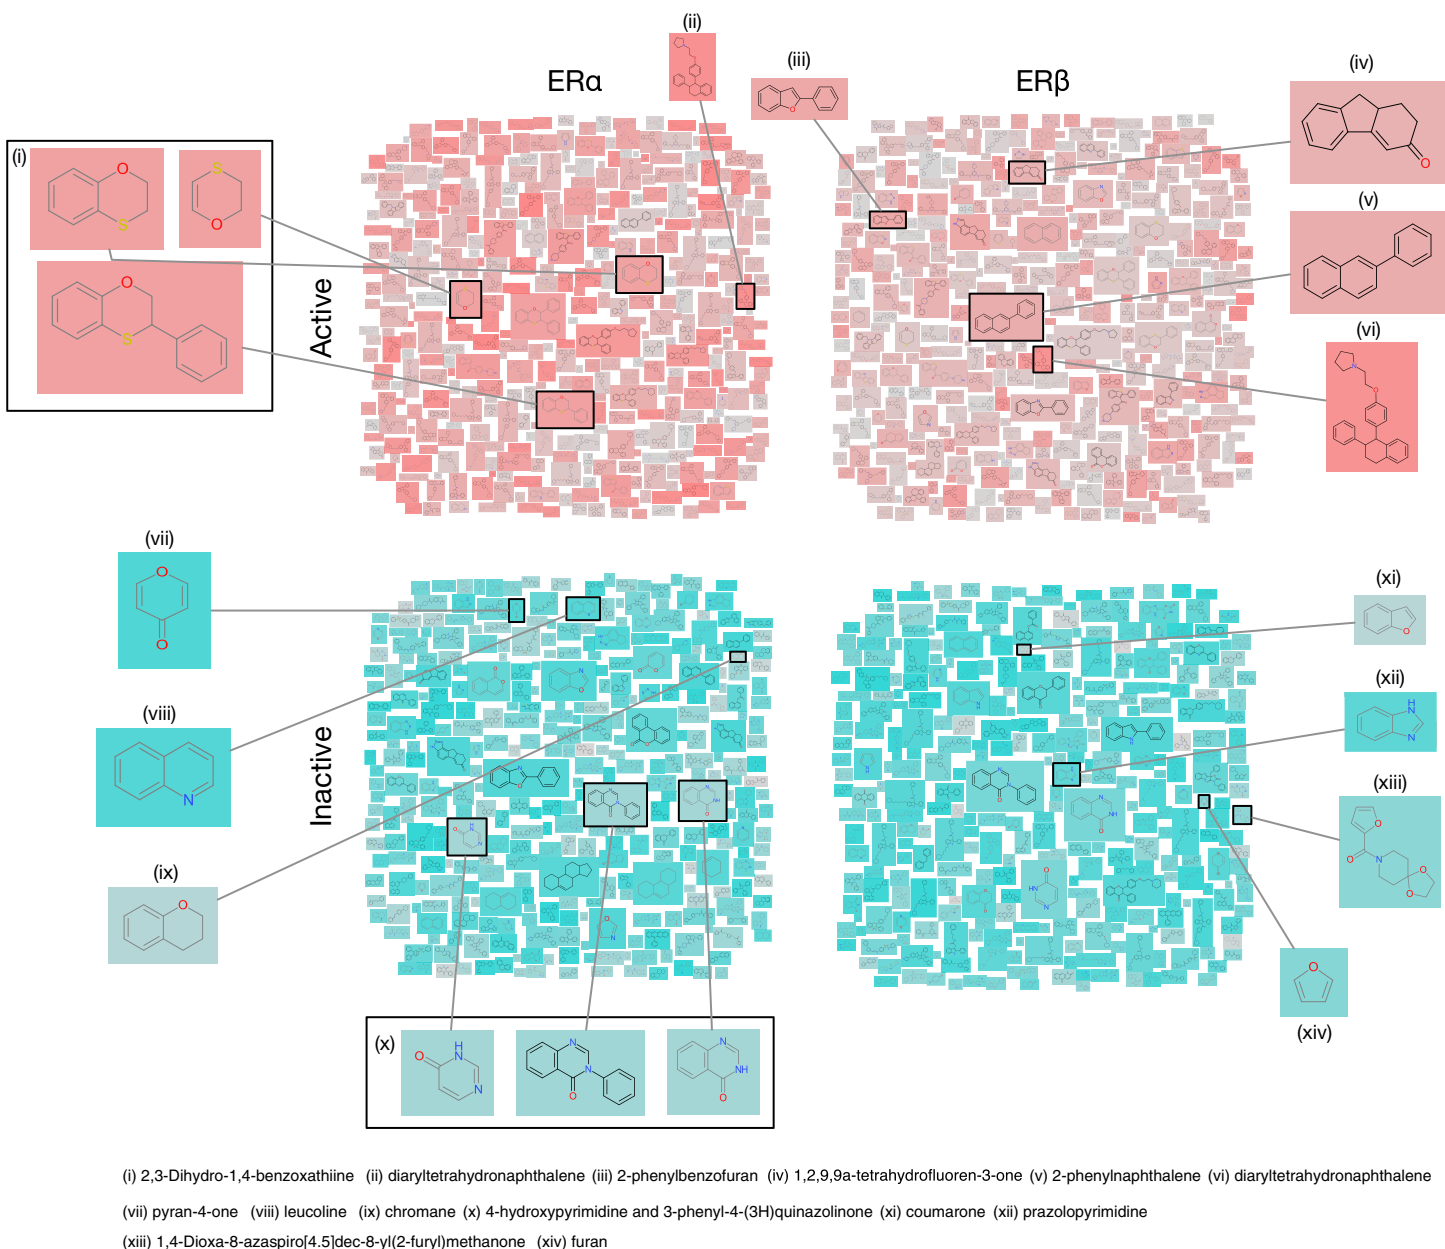 (ii)
(iii)
(iv)
ERα
ERβ
(i)
O
S
S
O
O
S
Active
O
(v)
(vi)
N
O
(vii)
O
O
(viii)
N
(ix)
O
Inactive
(xi)
O
(xii)
H
N
N
(xiii)
O
O
N
O
O
(xiv)
O
(x)
O
H
N
N
N
N
O
N
NH
O
(i) 2,3-Dihydro-1,4-benzoxathiine (ii) diaryltetrahydronaphthalene (iii) 2-phenylbenzofuran (iv) 1,2,9,9a-tetrahydrofluoren-3-one (v) 2-phenylnaphthalene (vi) diaryltetrahydronaphthalene
(vii) pyran-4-one (viii) leucoline (ix) chromane (x) 4-hydroxypyrimidine and 3-phenyl-4-(3H)quinazolinone (xi) coumarone (xii) prazolopyrimidine
(xiii) 1,4-Dioxa-8-azaspiro[4.5]dec-8-yl(2-furyl)methanone (xiv) furan